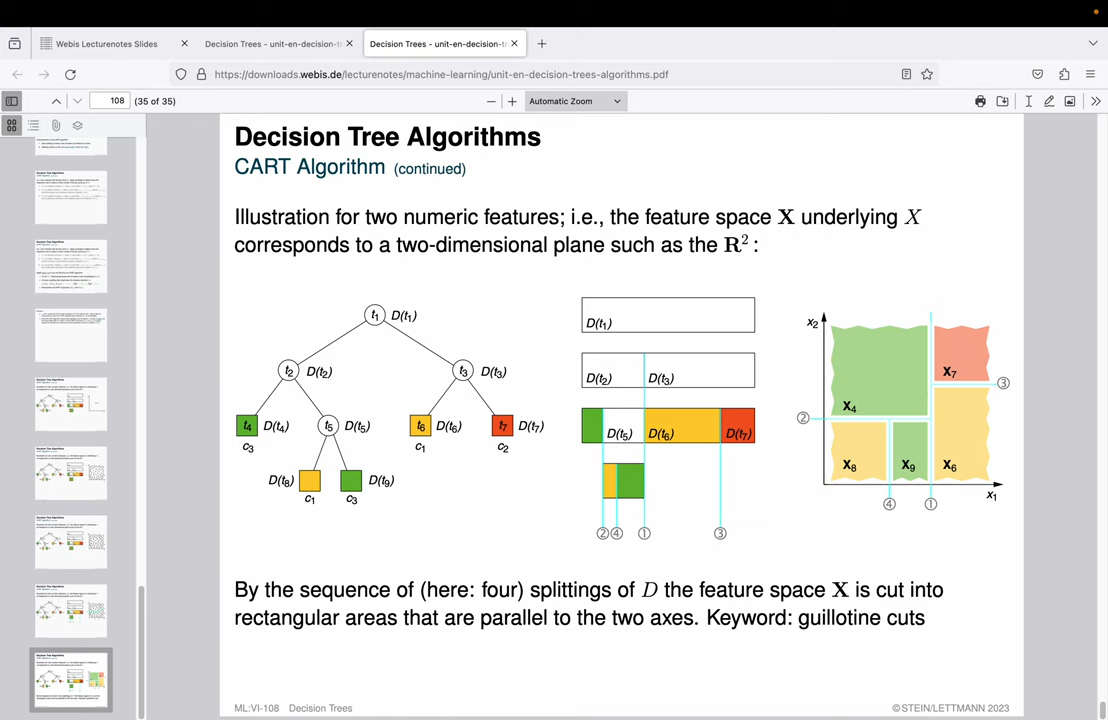 Webis Lecturenotes Slides
Decision Trees - unit-en-decision-t
Decision Trees - unit-en-decision-tr
https://downloads.webis.de/lecturenotes/machine-learning/unit-en-decision-trees-algorithms.pdf
108 (35 of 35)
Automatic Zoom
Decision Tree Algorithms
CART Algorithm (continued)
Illustration for two numeric features; i.e., the feature space X underlying X
corresponds to a two-dimensional plane such as the R² :
t₁ D(t₁)
t₂ D(t₂) t₃ D(t₃)
t₄ D(t₄) t₅ D(t₅) t₆ D(t₆) t₇ D(t₇)
c₃ c₁ c₂
D(t₈) D(t₉)
c₁ c₃
D(t₁)
D(t₂) D(t₃)
D(t₅) D(t₆) D(t₇)
② ④ ① ③
x₂
X₇
③
X₄
②
X₈ X₉ X₆
x₁
④ ①
By the sequence of (here: four) splittings of D the feature space X is cut into
rectangular areas that are parallel to the two axes. Keyword: guillotine cuts
ML:VI-108 Decision Trees ©STEIN/LETTMANN 2023